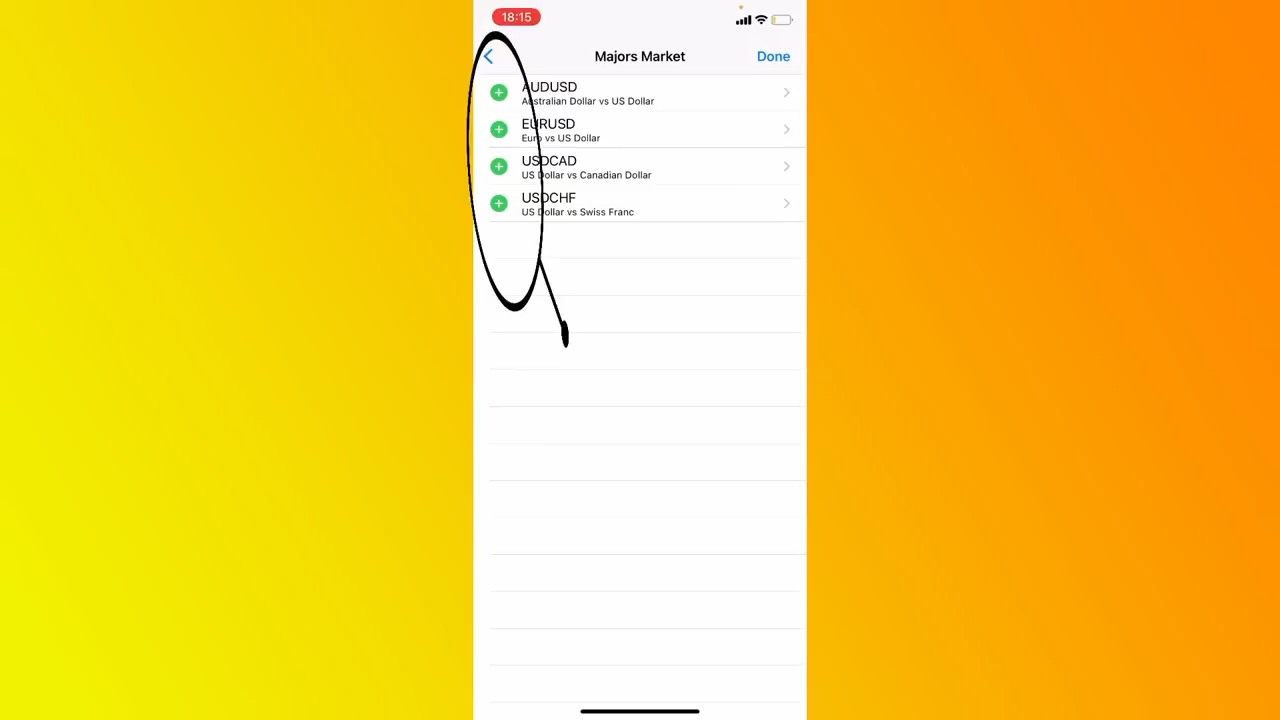 18:15
Majors Market
Done
AUDUSD
Australian Dollar vs US Dollar
EURUSD
Euro vs US Dollar
USDCAD
US Dollar vs Canadian Dollar
USDCHF
US Dollar vs Swiss Franc